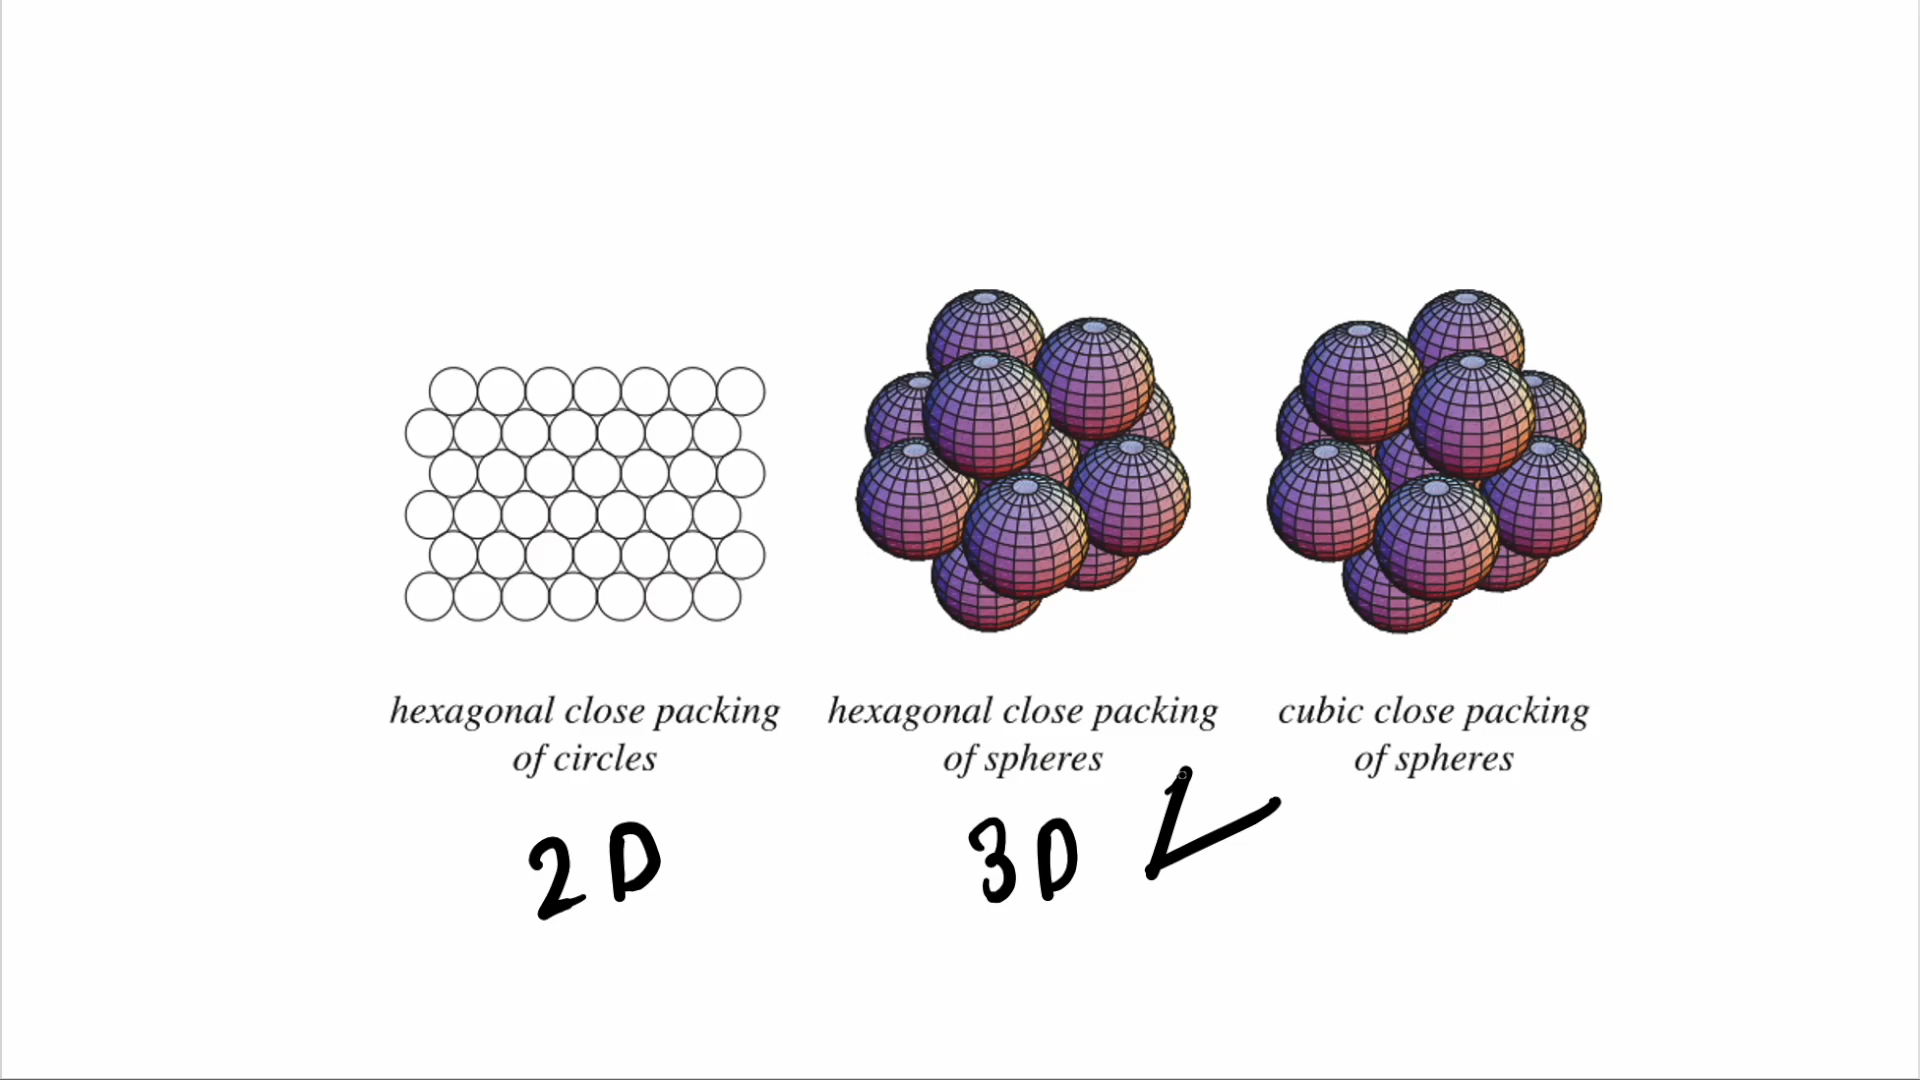 hexagonal close packing
of circles
hexagonal close packing
of spheres
cubic close packing
of spheres
2D
3D